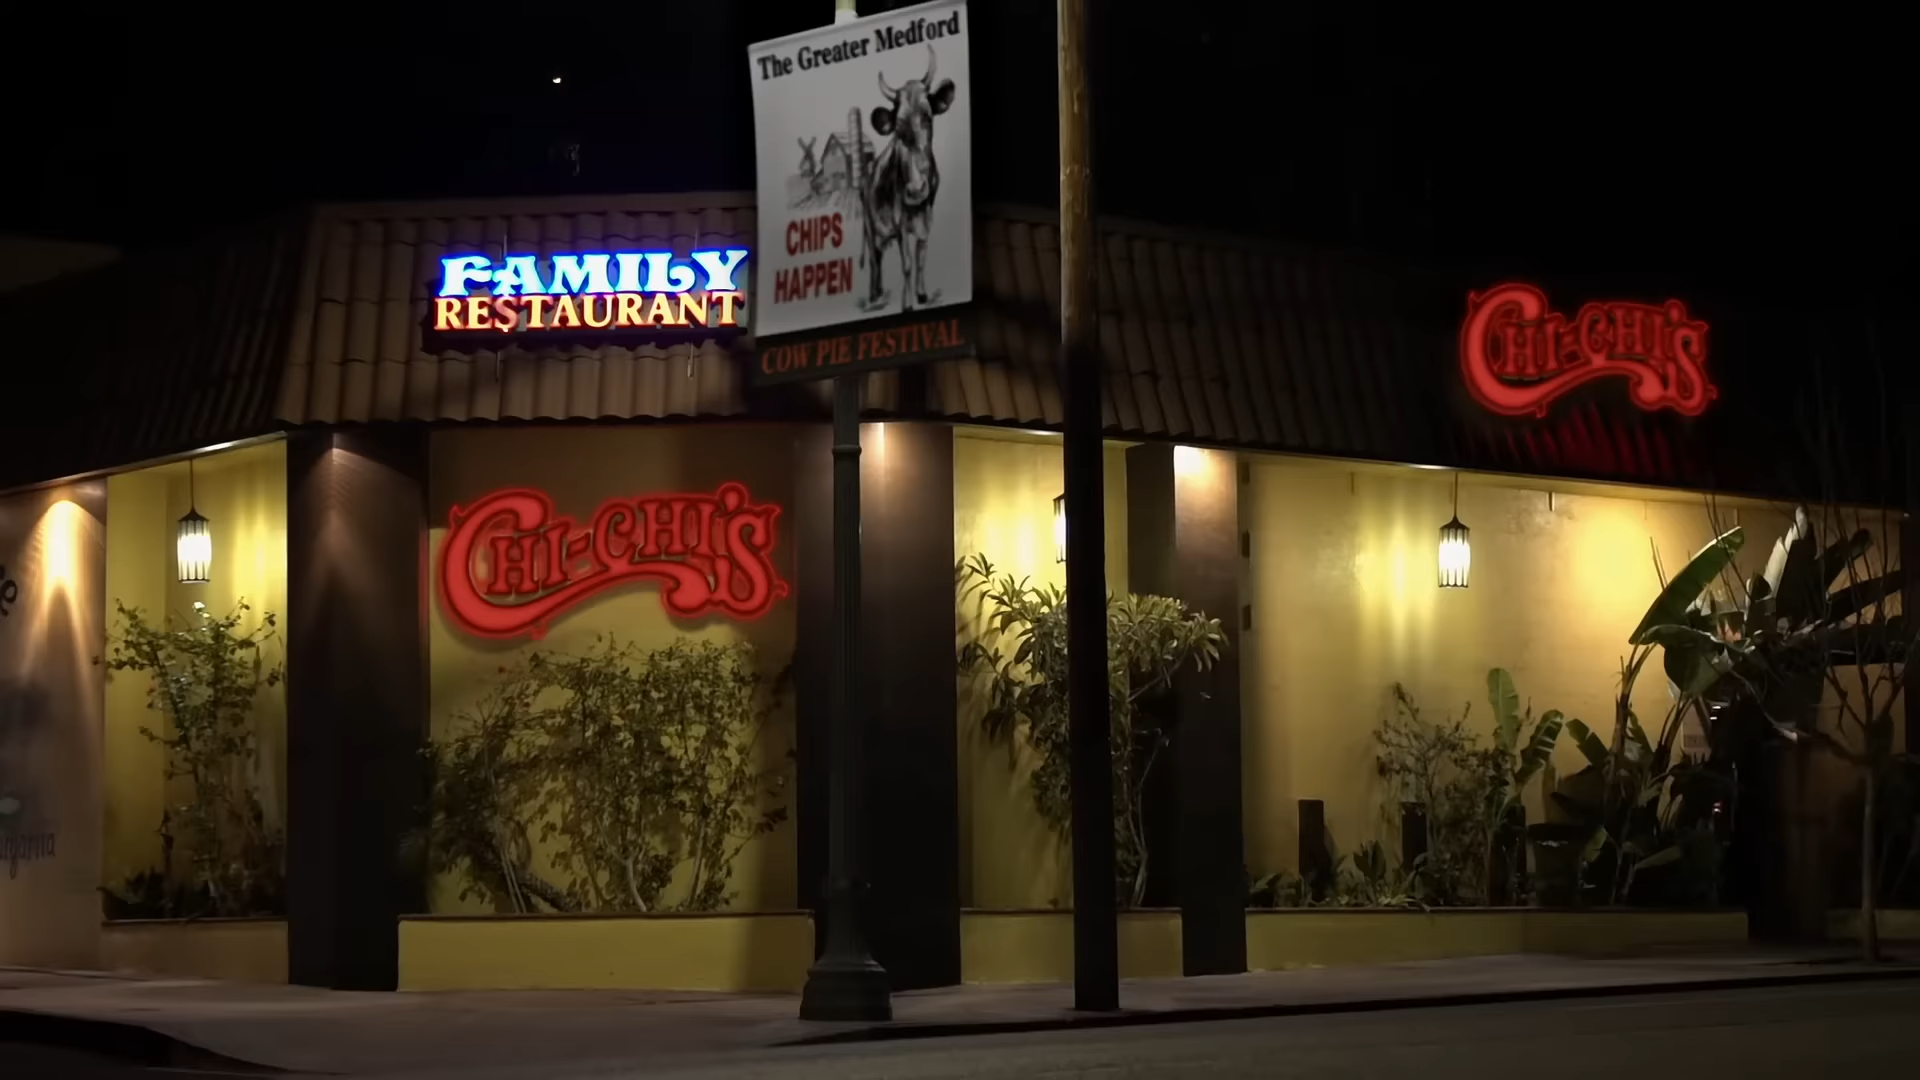 The Greater Medford
CHIPS
HAPPEN
COW PIE FESTIVAL
FAMILY
RESTAURANT
CHI-CHI'S
CHI-CHI'S